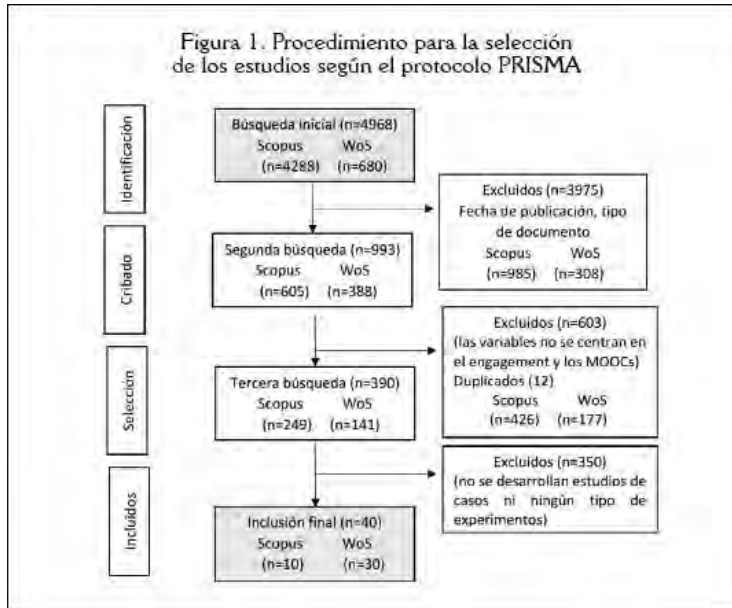 Figura 1. Procedimiento para la selección
de los estudios según el protocolo PRISMA
Identificación
Búsqueda inicial (n=4968)
Scopus WoS
(n=4288) (n=680)
Excluidos (n=3975)
Fecha de publicación, tipo
de documento
Scopus WoS
(n=985) (n=308)
Cribado
Segunda búsqueda (n=993)
Scopus WoS
(n=605) (n=388)
Excluidos (n=603)
(las variables no se centran en
el engagement y los MOOCs)
Duplicados (12)
Scopus WoS
(n=426) (n=177)
Selección
Tercera búsqueda (n=390)
Scopus WoS
(n=249) (n=141)
Excluidos (n=350)
(no se desarrollan estudios de
casos ni ningún tipo de
experimentos)
Incluidos
Inclusión final (n=40)
Scopus WoS
(n=10) (n=30)